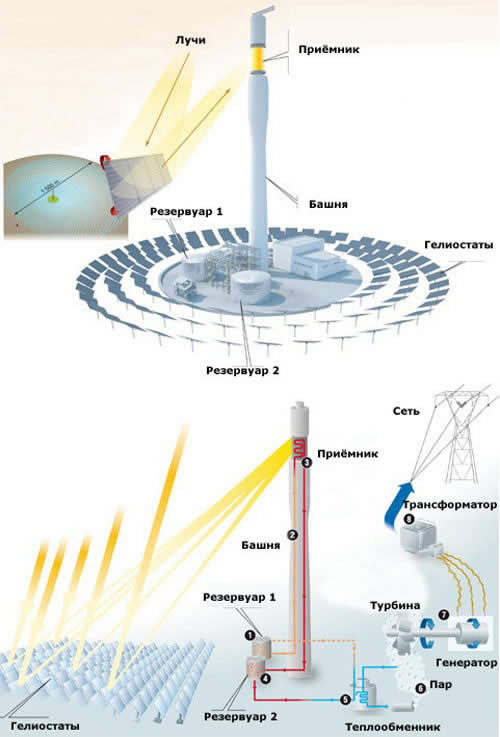 Лучи
Приёмник
1.500 m
Башня
Резервуар 1
Гелиостаты
Резервуар 2
Сеть
Приёмник
3
Трансформатор
8
2
Башня
Резервуар 1
1
Турбина
7
Генератор
4
5
6
Пар
Гелиостаты
Резервуар 2
Теплообменник